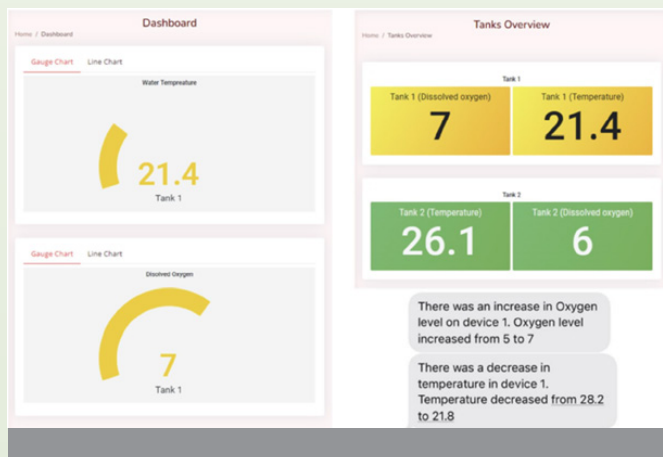 Dashboard
Home / Dashboard
Gauge Chart Line Chart
Water Tempreature
21.4
Tank 1
Gauge Chart Line Chart
Disolved Oxygen
7
Tank 1
Tanks Overview
Home / Tanks Overview
Tank 1
Tank 1 (Dissolved oxygen) Tank 1 (Temperature)
7 21.4
Tank 2
Tank 2 (Temperature) Tank 2 (Dissolved oxygen)
26.1 6
There was an increase in Oxygen
level on device 1. Oxygen level
increased from 5 to 7
There was a decrease in
temperature in device 1.
Temperature decreased from 28.2
to 21.8